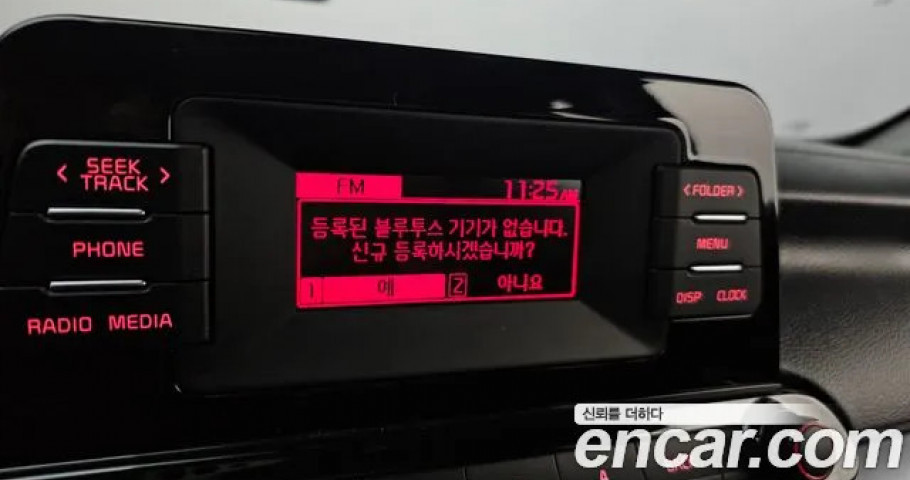 < SEEK >
TRACK
PHONE
RADIO MEDIA
FM 11:25 AM
등록된 블루투스 기기가 없습니다.
신규 등록하시겠습니까?
1 예 2 아니요
< FOLDER >
MENU
DISP CLOCK
신뢰를 더하다
encar.com